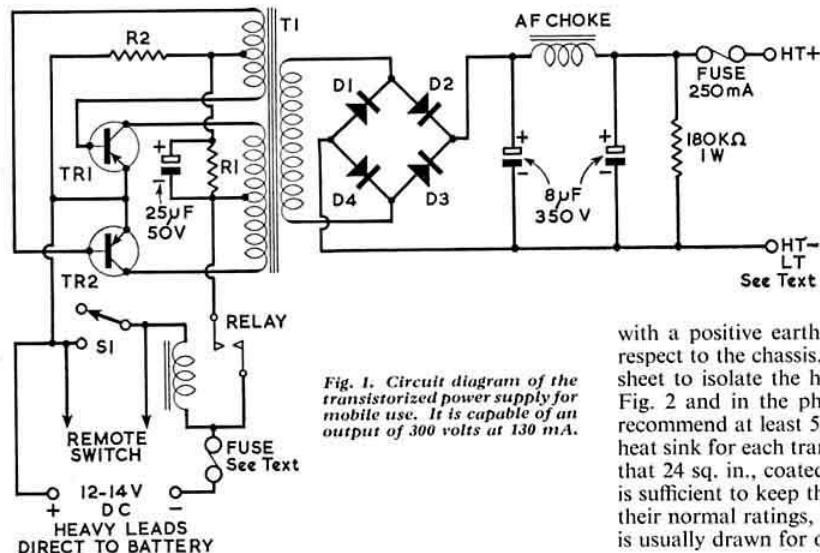 R2
T1
TR1
R1
25µF
50V
TR2
S1
RELAY
REMOTE
SWITCH
FUSE
See Text
12-14V
DC
HEAVY LEADS
DIRECT TO BATTERY
D1
D2
D4
D3
AF CHOKE
8µF
350 V
180KΩ
1W
FUSE
250mA
HT+
HT-
LT
See Text
Fig. 1. Circuit diagram of the
transistorized power supply for
mobile use. It is capable of an
output of 300 volts at 130 mA.
with a positive earth
respect to the chassis,
sheet to isolate the h
Fig. 2 and in the ph
recommend at least 5
heat sink for each tran
that 24 sq. in., coated
is sufficient to keep th
their normal ratings,
is usually drawn for o